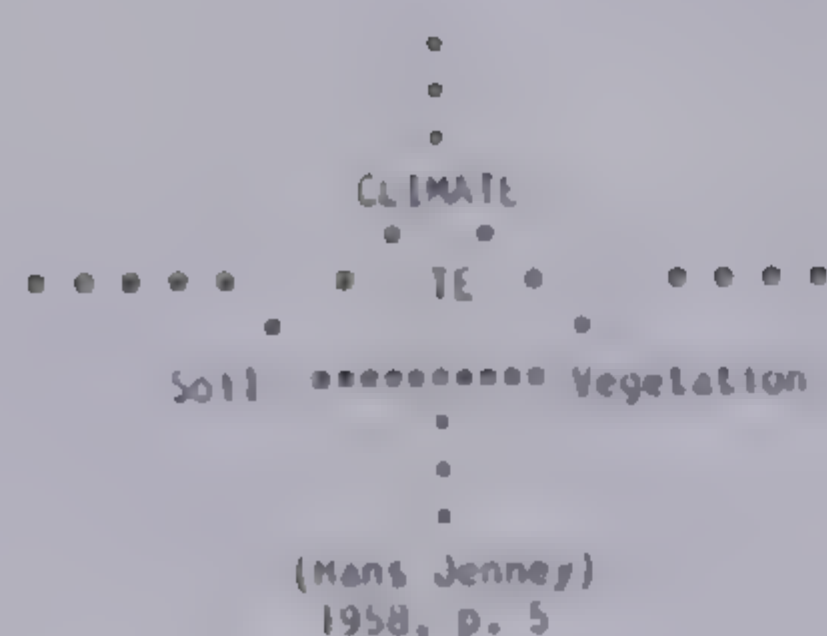 CLIMATE
TE
Soil Vegetation
(Hans Jenney)
1958, p. 5